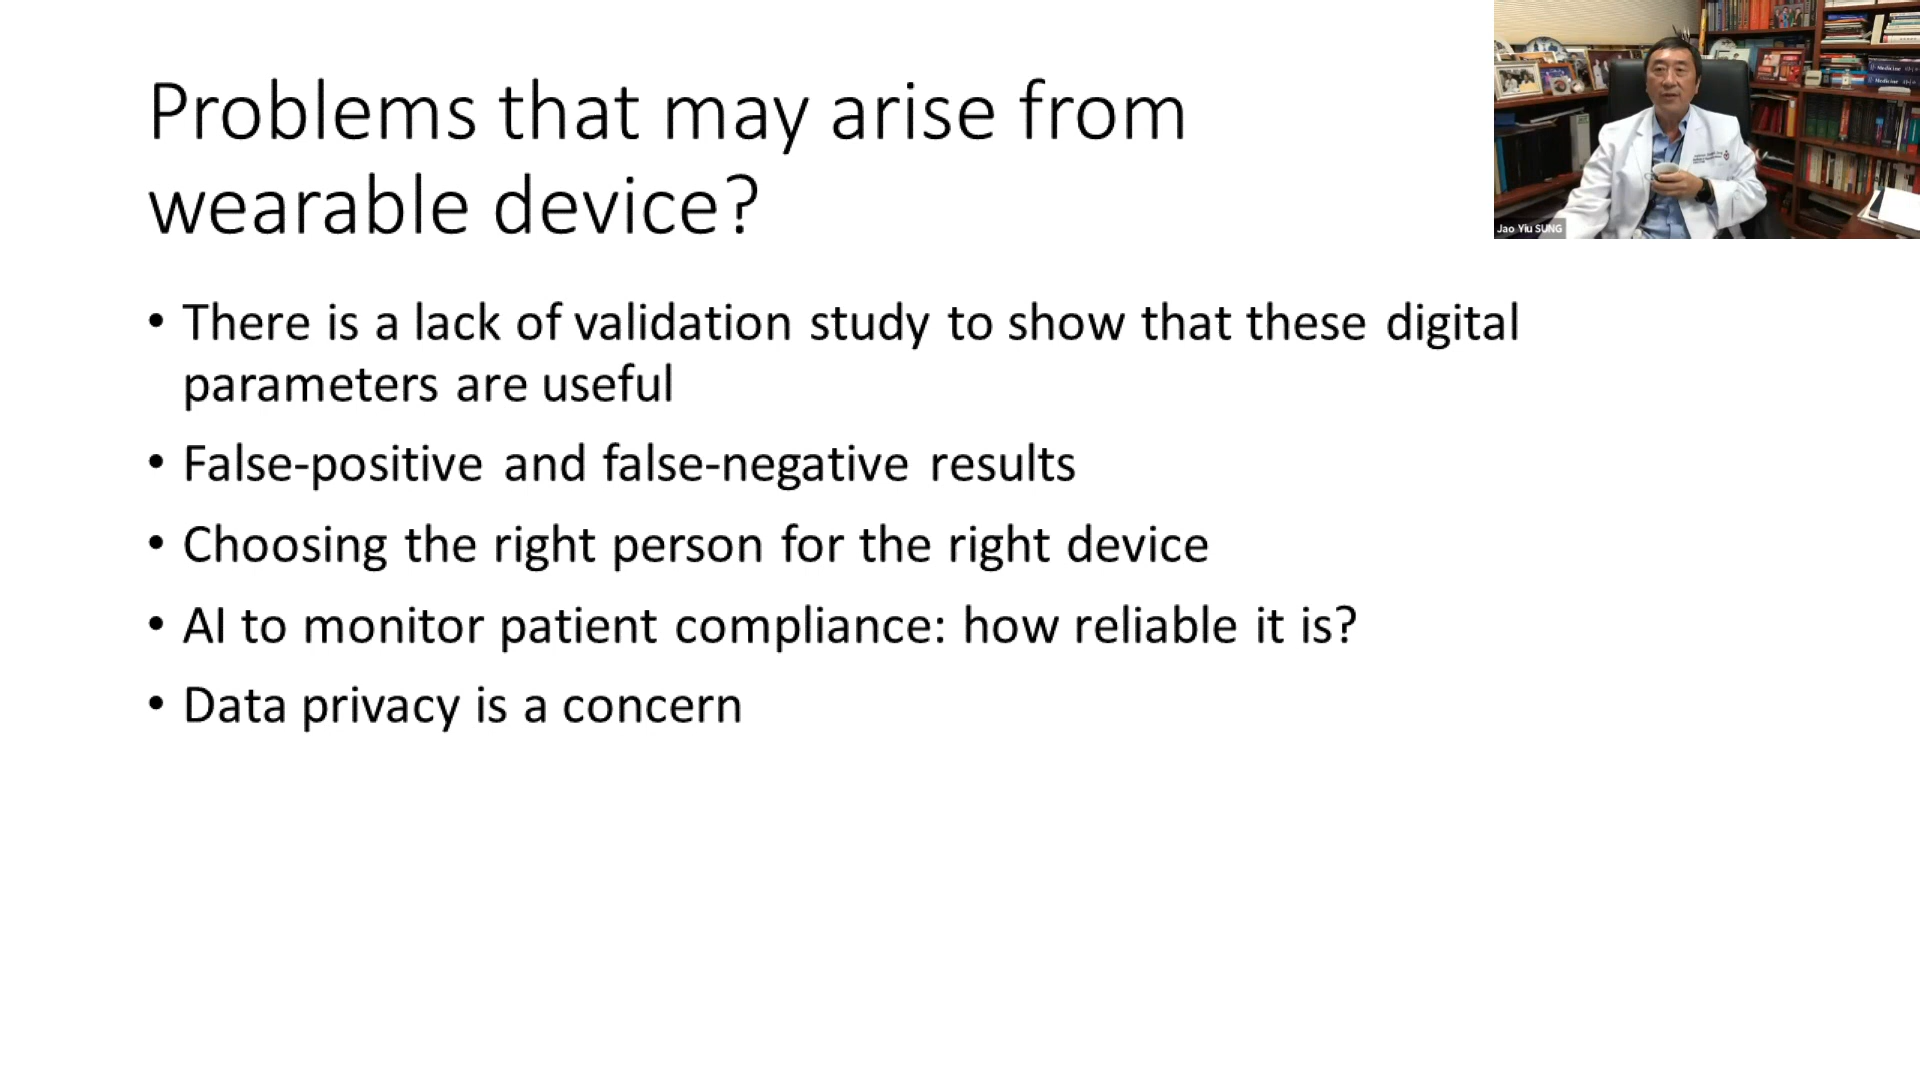 Problems that may arise from
wearable device?
• There is a lack of validation study to show that these digital
parameters are useful
• False-positive and false-negative results
• Choosing the right person for the right device
• AI to monitor patient compliance: how reliable it is?
• Data privacy is a concern
Jao Yiu SUNG
Medicine
Medicine